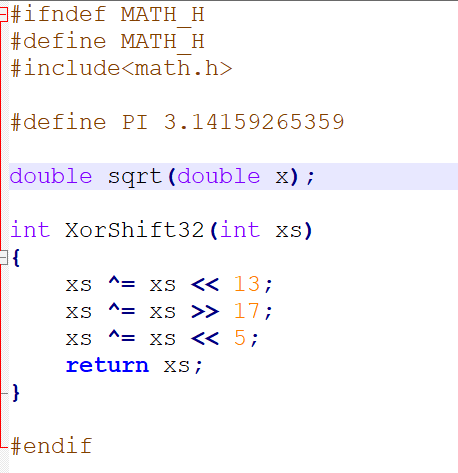 #ifndef MATH_H
#define MATH_H
#include<math.h>
#define PI 3.14159265359
double sqrt(double x);
int XorShift32(int xs)
{
    xs ^= xs << 13;
    xs ^= xs >> 17;
    xs ^= xs << 5;
    return xs;
}
#endif